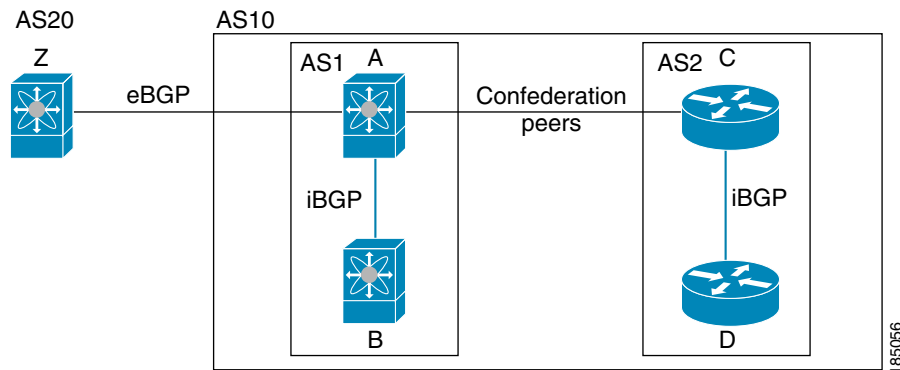 AS20
AS10
Z
AS1
A
AS2
C
eBGP
Confederation
peers
iBGP
iBGP
B
D
185056